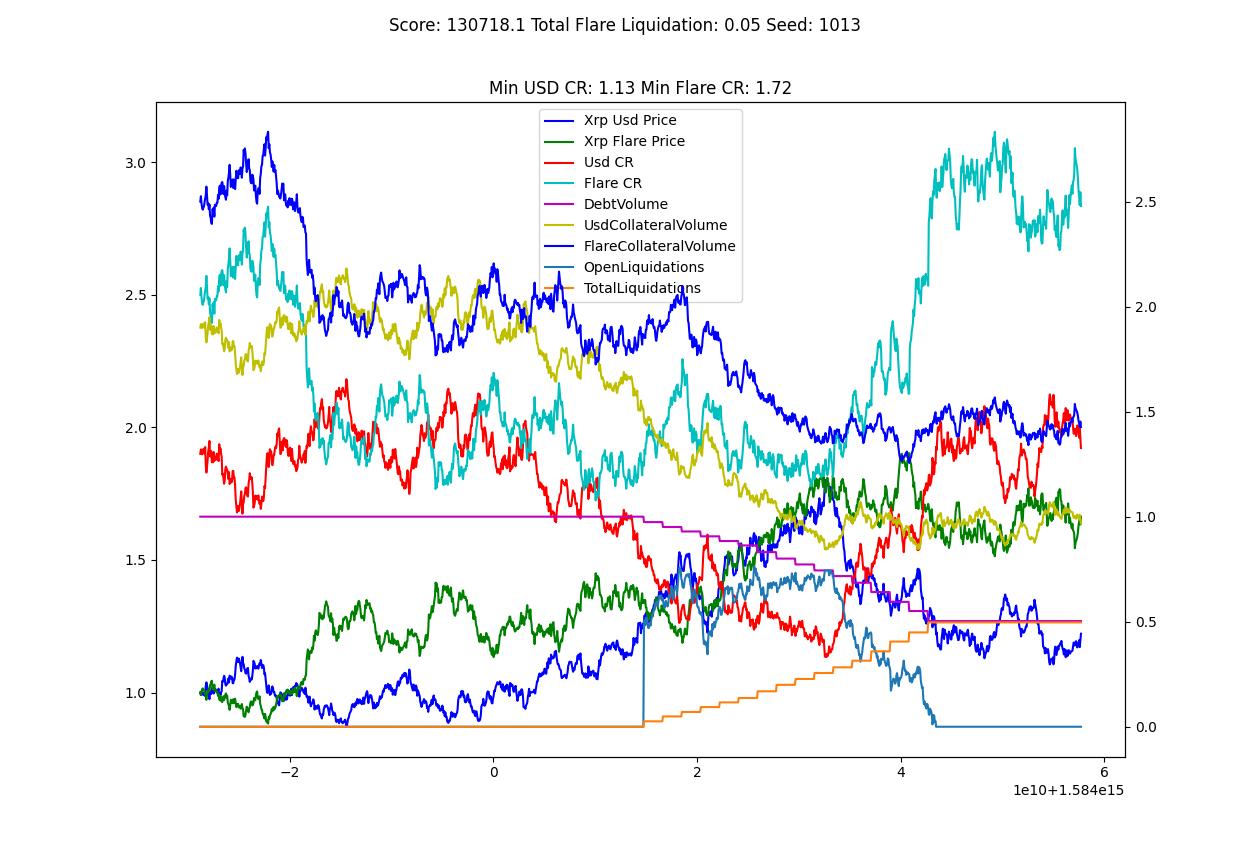 Score: 130718.1 Total Flare Liquidation: 0.05 Seed: 1013
Min USD CR: 1.13 Min Flare CR: 1.72
Xrp Usd Price
Xrp Flare Price
Usd CR
Flare CR
DebtVolume
UsdCollateralVolume
FlareCollateralVolume
OpenLiquidations
TotalLiquidations
3.0
2.5
2.0
1.5
1.0
2.5
2.0
1.5
1.0
0.5
0.0
−2 0 2 4 6
1e10+1.584e15